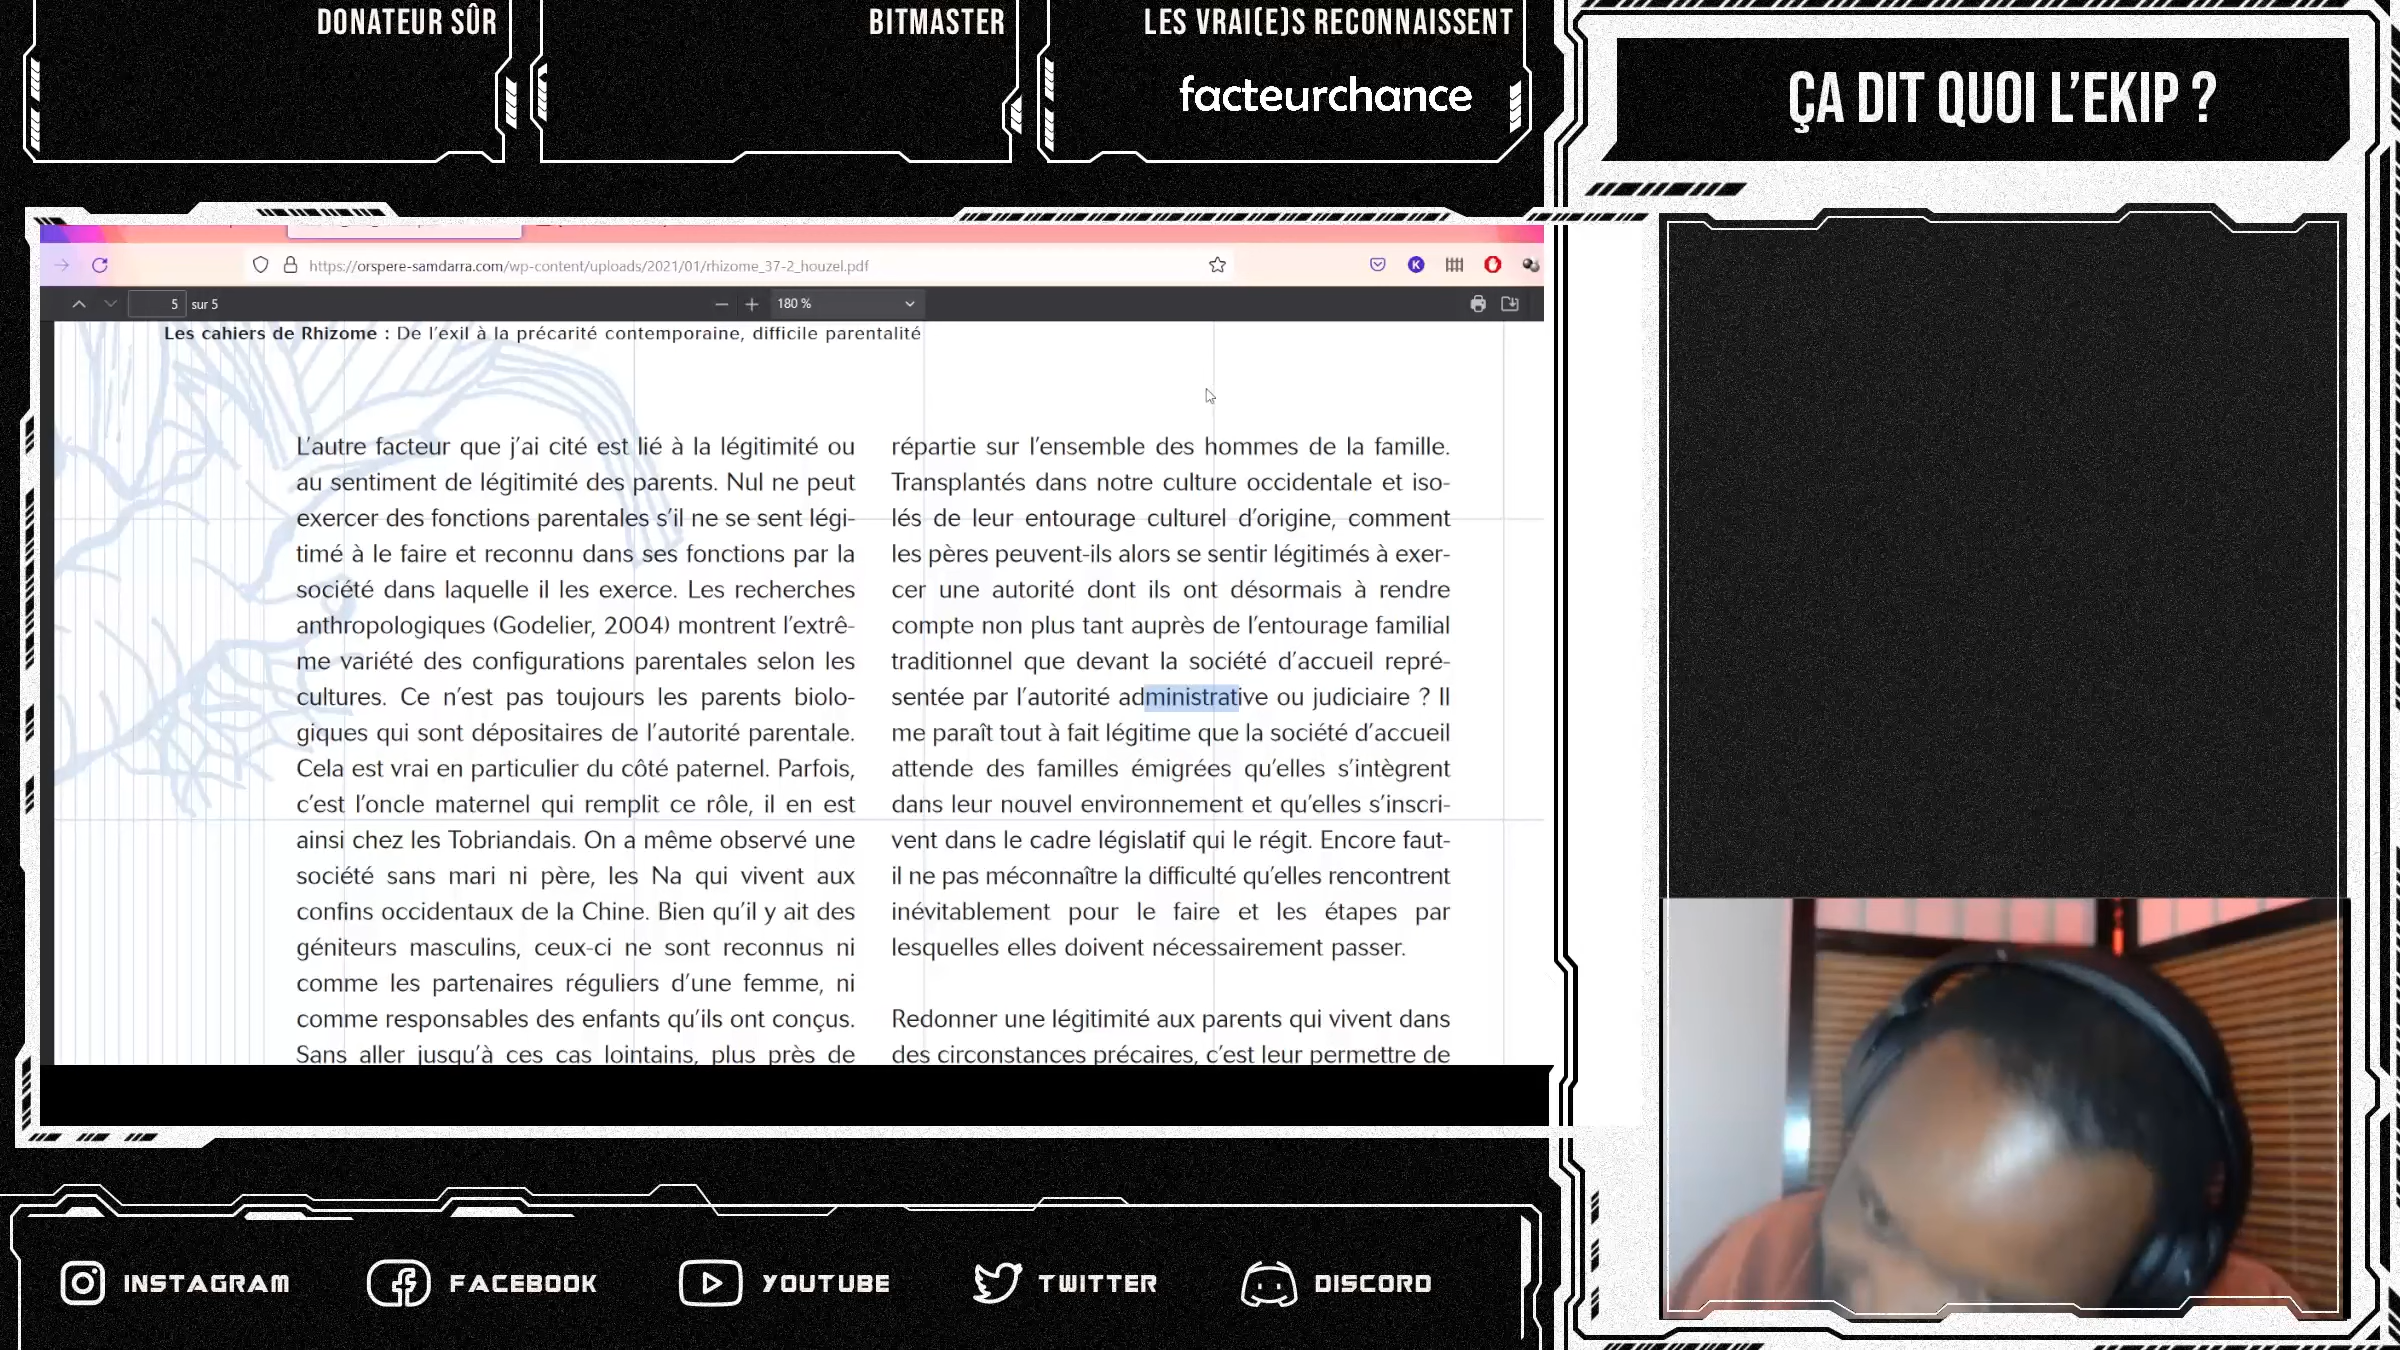 DONATEUR SÛR
BITMASTER
LES VRAI(E)S RECONNAISSENT
facteurchance
ÇA DIT QUOI L'EKIP ?
https://orspere-samdarra.com/wp-content/uploads/2021/01/rhizome_37-2_houzel.pdf
K
5 sur 5
180 %
Les cahiers de Rhizome : De l'exil à la précarité contemporaine, difficile parentalité
L'autre facteur que j'ai cité est lié à la légitimité ou
au sentiment de légitimité des parents. Nul ne peut
exercer des fonctions parentales s'il ne se sent légi-
timé à le faire et reconnu dans ses fonctions par la
société dans laquelle il les exerce. Les recherches
anthropologiques (Godelier, 2004) montrent l'extrê-
me variété des configurations parentales selon les
cultures. Ce n'est pas toujours les parents biolo-
giques qui sont dépositaires de l'autorité parentale.
Cela est vrai en particulier du côté paternel. Parfois,
c'est l'oncle maternel qui remplit ce rôle, il en est
ainsi chez les Tobriandais. On a même observé une
société sans mari ni père, les Na qui vivent aux
confins occidentaux de la Chine. Bien qu'il y ait des
géniteurs masculins, ceux-ci ne sont reconnus ni
comme les partenaires réguliers d'une femme, ni
comme responsables des enfants qu'ils ont conçus.
Sans aller jusqu'à ces cas lointains, plus près de
répartie sur l'ensemble des hommes de la famille.
Transplantés dans notre culture occidentale et iso-
lés de leur entourage culturel d'origine, comment
les pères peuvent-ils alors se sentir légitimés à exer-
cer une autorité dont ils ont désormais à rendre
compte non plus tant auprès de l'entourage familial
traditionnel que devant la société d'accueil repré-
sentée par l'autorité administrative ou judiciaire ? Il
me paraît tout à fait légitime que la société d'accueil
attende des familles émigrées qu'elles s'intègrent
dans leur nouvel environnement et qu'elles s'inscri-
vent dans le cadre législatif qui le régit. Encore faut-
il ne pas méconnaître la difficulté qu'elles rencontrent
inévitablement pour le faire et les étapes par
lesquelles elles doivent nécessairement passer.
Redonner une légitimité aux parents qui vivent dans
des circonstances précaires, c'est leur permettre de
INSTAGRAM
FACEBOOK
YOUTUBE
TWITTER
DISCORD